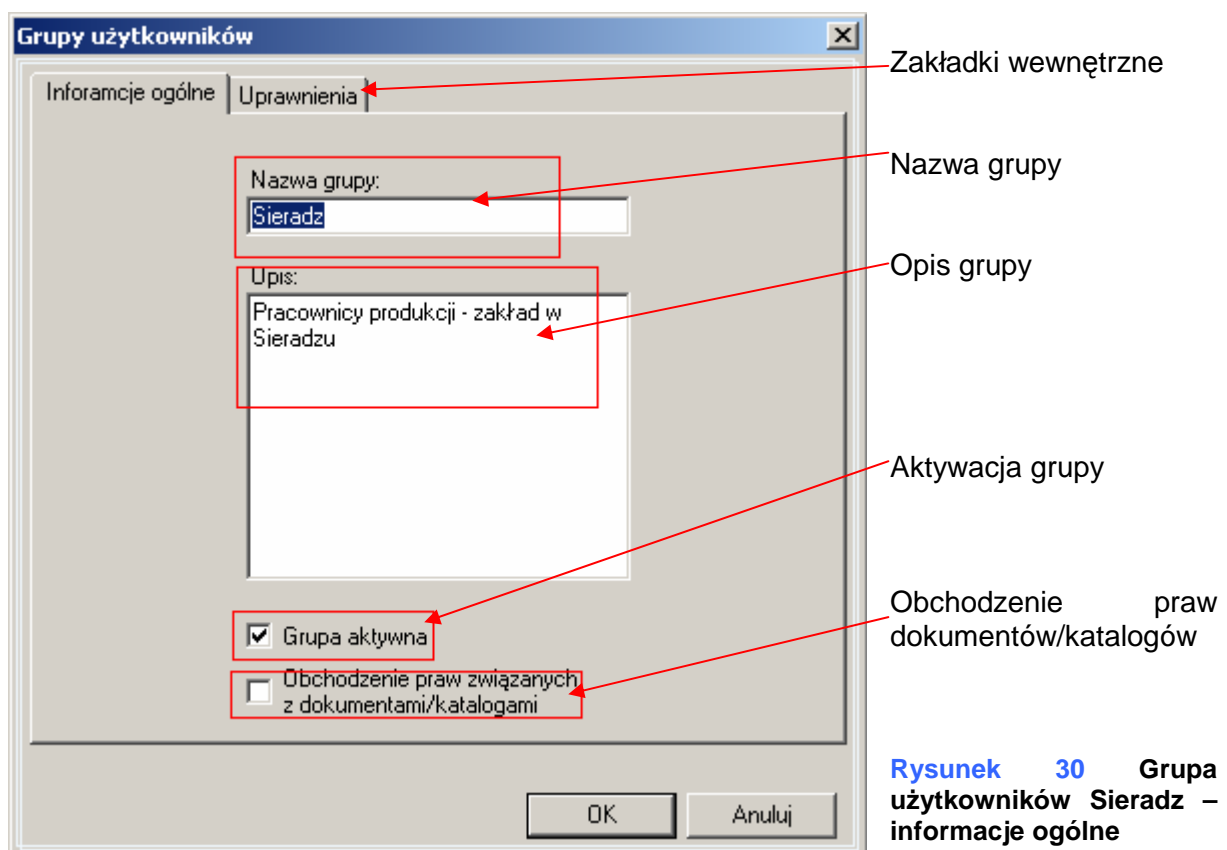 Grupy użytkowników
Inforamcje ogólne
Uprawnienia
Nazwa grupy:
Sieradz
Opis:
Pracownicy produkcji - zakład w
Sieradzu
Grupa aktywna
Obchodzenie praw związanych
z dokumentami/katalogami
OK
Anuluj
Zakładki wewnętrzne
Nazwa grupy
Opis grupy
Aktywacja grupy
Obchodzenie praw
dokumentów/katalogów
Rysunek 30 Grupa
użytkowników Sieradz –
informacje ogólne